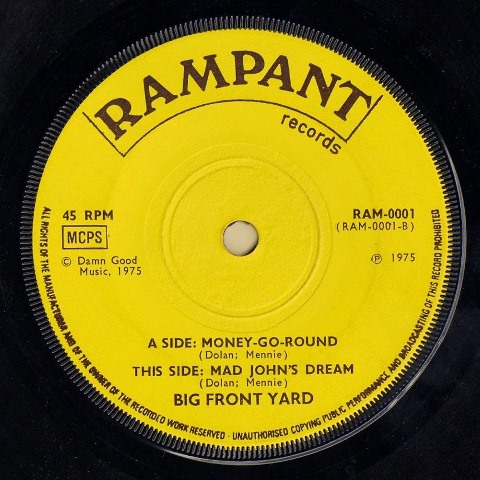 RAMPANT
records
45 RPM
MCPS
© Damn Good
Music, 1975
RAM-0001
(RAM-0001-B)
℗ 1975
A SIDE: MONEY-GO-ROUND
(Dolan; Mennie)
THIS SIDE: MAD JOHN'S DREAM
(Dolan; Mennie)
BIG FRONT YARD
ALL RIGHTS OF THE MANUFACTURER AND OF THE OWNER OF THE RECORDED WORK RESERVED - UNAUTHORISED COPYING PUBLIC PERFORMANCE AND BROADCASTING OF THIS RECORD PROHIBITED